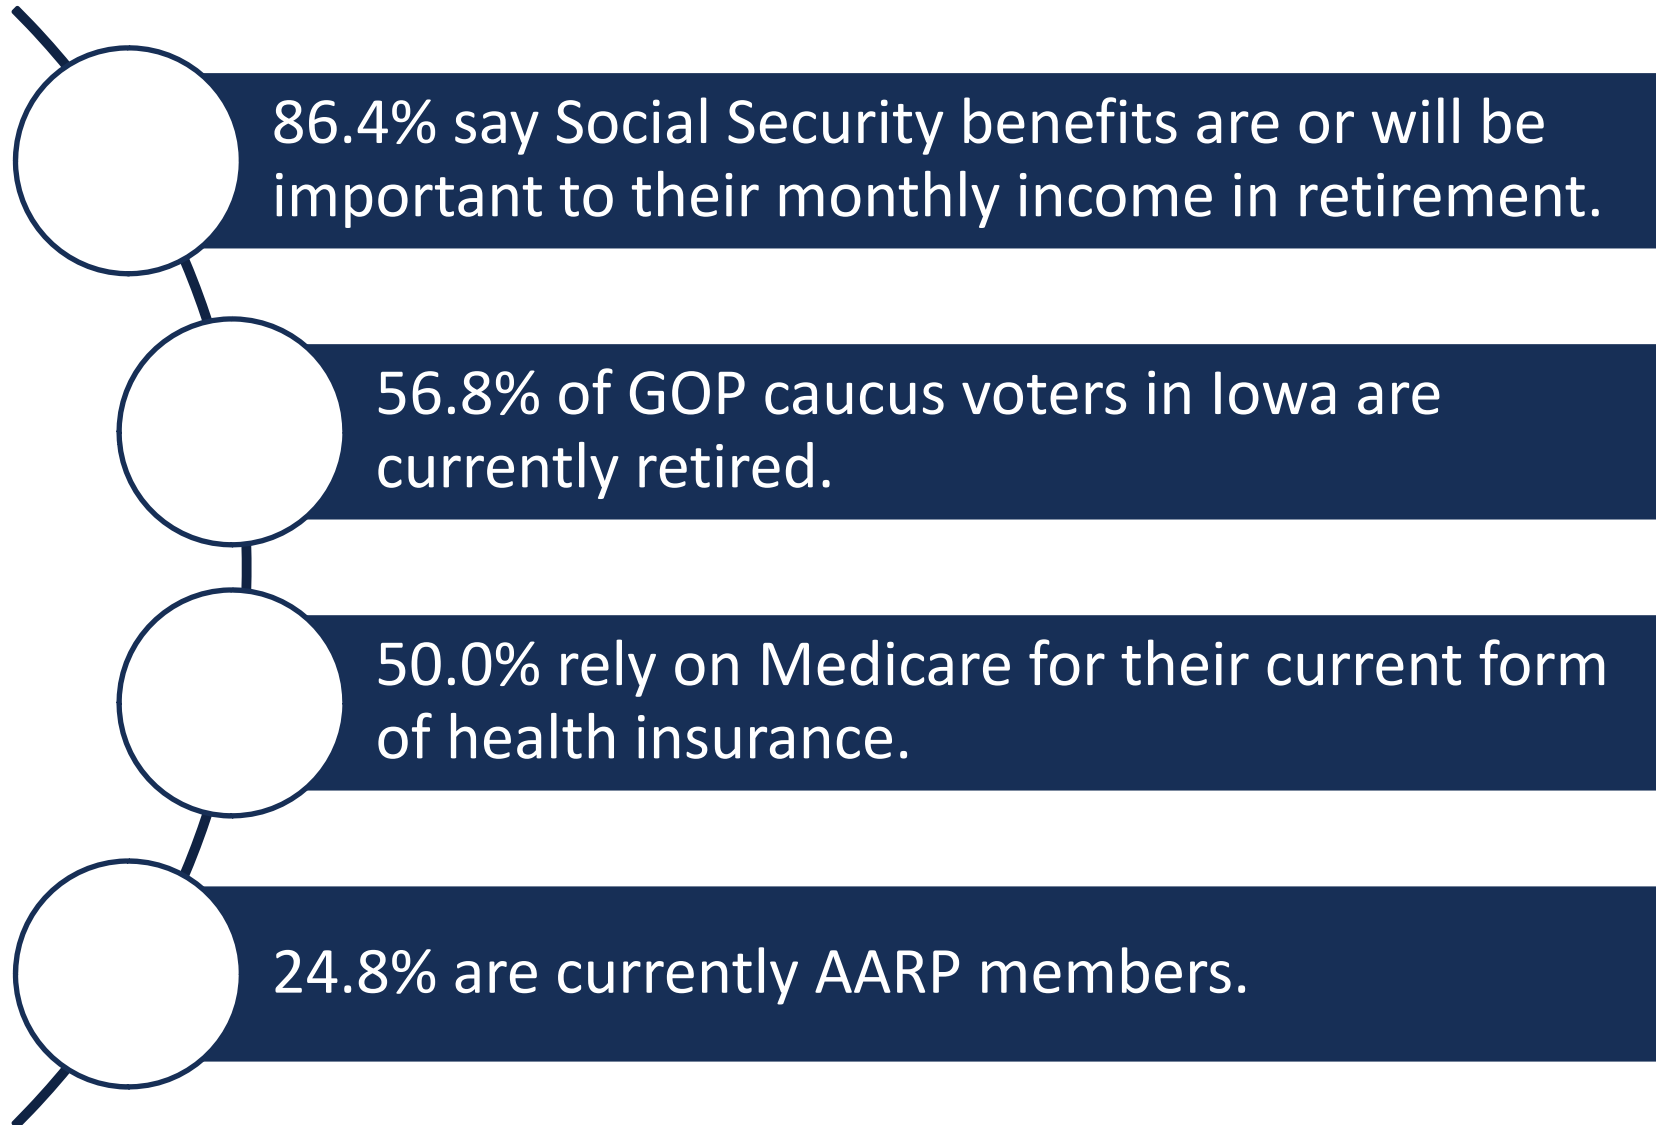 86.4% say Social Security benefits are or will be
important to their monthly income in retirement.
56.8% of GOP caucus voters in Iowa are
currently retired.
50.0% rely on Medicare for their current form
of health insurance.
24.8% are currently AARP members.